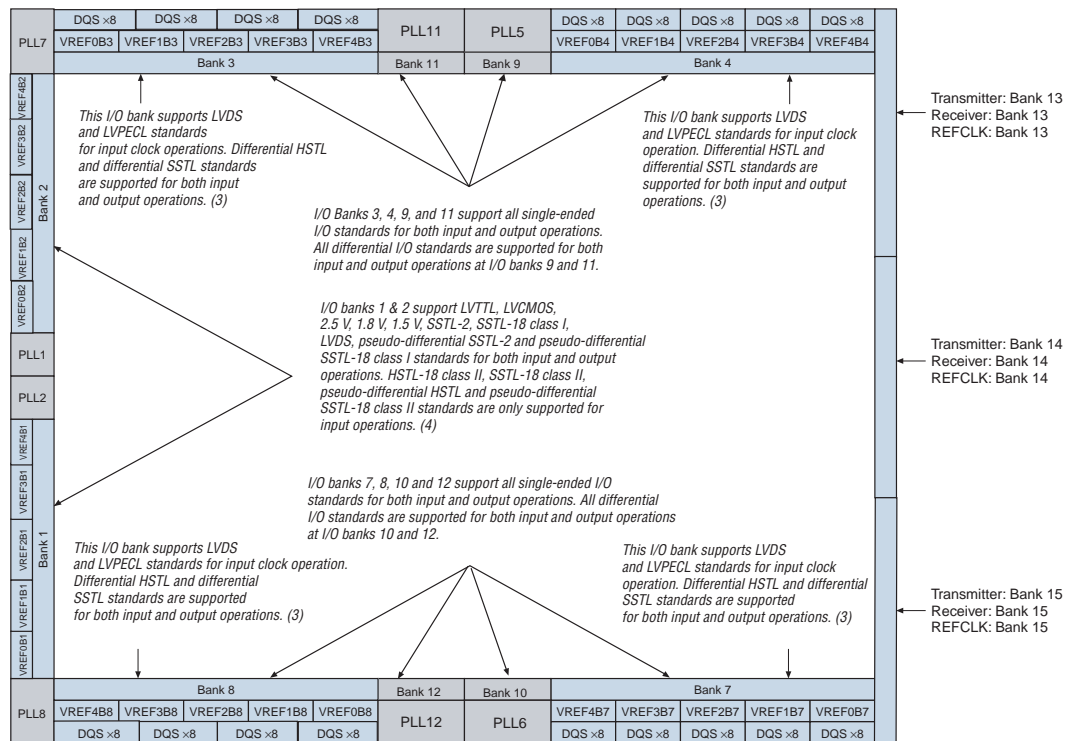 PLL7
DQS ×8 DQS ×8 DQS ×8 DQS ×8
VREF0B3 VREF1B3 VREF2B3 VREF3B3 VREF4B3
Bank 3
PLL11 PLL5
Bank 11 Bank 9
DQS ×8 DQS ×8 DQS ×8 DQS ×8 DQS ×8
VREF0B4 VREF1B4 VREF2B4 VREF3B4 VREF4B4
Bank 4
VREF4B2
VREF3B2
VREF2B2
VREF1B2
VREF0B2
Bank 2
This I/O bank supports LVDS
and LVPECL standards
for input clock operations. Differential HSTL
and differential SSTL standards
are supported for both input
and output operations. (3)
This I/O bank supports LVDS
and LVPECL standards for input clock
operation. Differential HSTL and
differential SSTL standards are
supported for both input and output
operations. (3)
Transmitter: Bank 13
Receiver: Bank 13
REFCLK: Bank 13
I/O Banks 3, 4, 9, and 11 support all single-ended
I/O standards for both input and output operations.
All differential I/O standards are supported for both
input and output operations at I/O banks 9 and 11.
I/O banks 1 & 2 support LVTTL, LVCMOS,
2.5 V, 1.8 V, 1.5 V, SSTL-2, SSTL-18 class I,
LVDS, pseudo-differential SSTL-2 and pseudo-differential
SSTL-18 class I standards for both input and output
operations. HSTL-18 class II, SSTL-18 class II,
pseudo-differential HSTL and pseudo-differential
SSTL-18 class II standards are only supported for
input operations. (4)
PLL1
PLL2
Transmitter: Bank 14
Receiver: Bank 14
REFCLK: Bank 14
VREF4B1
VREF3B1
VREF2B1
VREF1B1
VREF0B1
Bank 1
I/O banks 7, 8, 10 and 12 support all single-ended I/O
standards for both input and output operations. All differential
I/O standards are supported for both input and output operations
at I/O banks 10 and 12.
This I/O bank supports LVDS
and LVPECL standards for input clock operation.
Differential HSTL and differential
SSTL standards are supported
for both input and output operations. (3)
This I/O bank supports LVDS
and LVPECL standards for input clock
operation. Differential HSTL and differential
SSTL standards are supported
for both input and output operations. (3)
Transmitter: Bank 15
Receiver: Bank 15
REFCLK: Bank 15
PLL8
Bank 8
VREF4B8 VREF3B8 VREF2B8 VREF1B8 VREF0B8
DQS ×8 DQS ×8 DQS ×8 DQS ×8
Bank 12 Bank 10
PLL12 PLL6
Bank 7
VREF4B7 VREF3B7 VREF2B7 VREF1B7 VREF0B7
DQS ×8 DQS ×8 DQS ×8 DQS ×8 DQS ×8